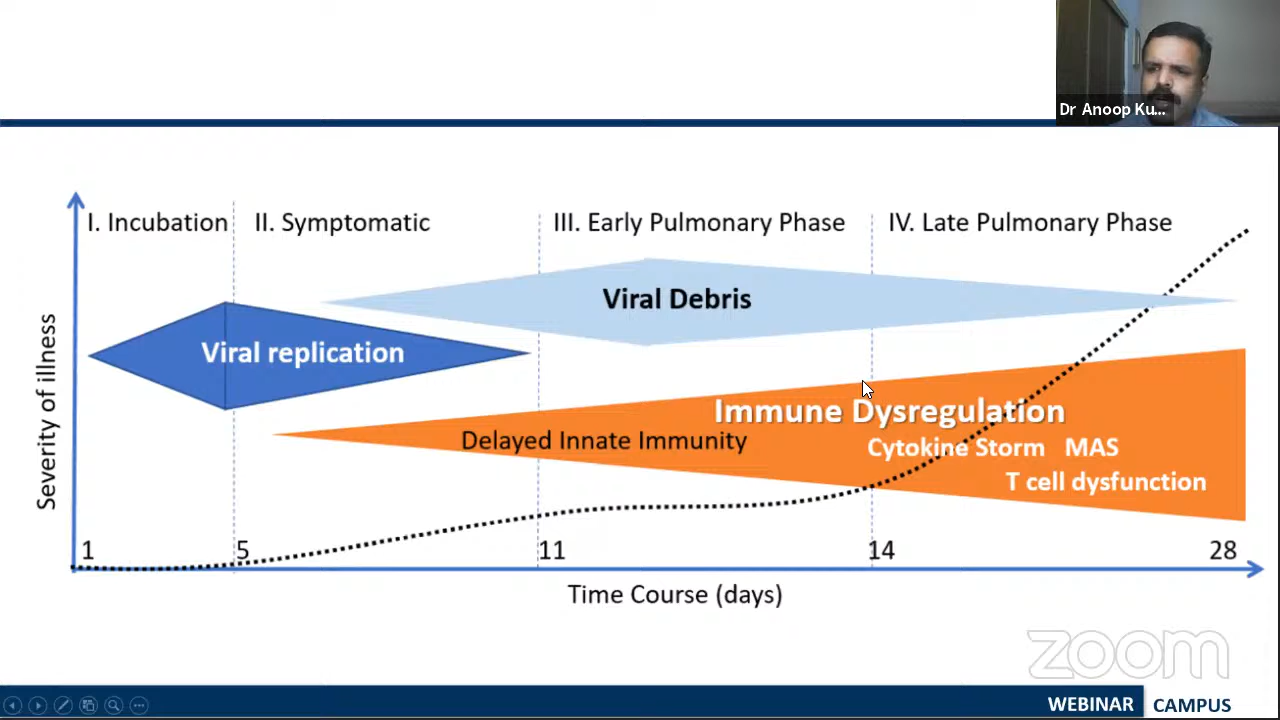 Dr Anoop Ku...
I. Incubation
II. Symptomatic
III. Early Pulmonary Phase
IV. Late Pulmonary Phase
Viral Debris
Viral replication
Severity of illness
Immune Dysregulation
Delayed Innate Immunity
Cytokine Storm MAS
T cell dysfunction
1
5
11
14
28
Time Course (days)
zoom
WEBINAR CAMPUS